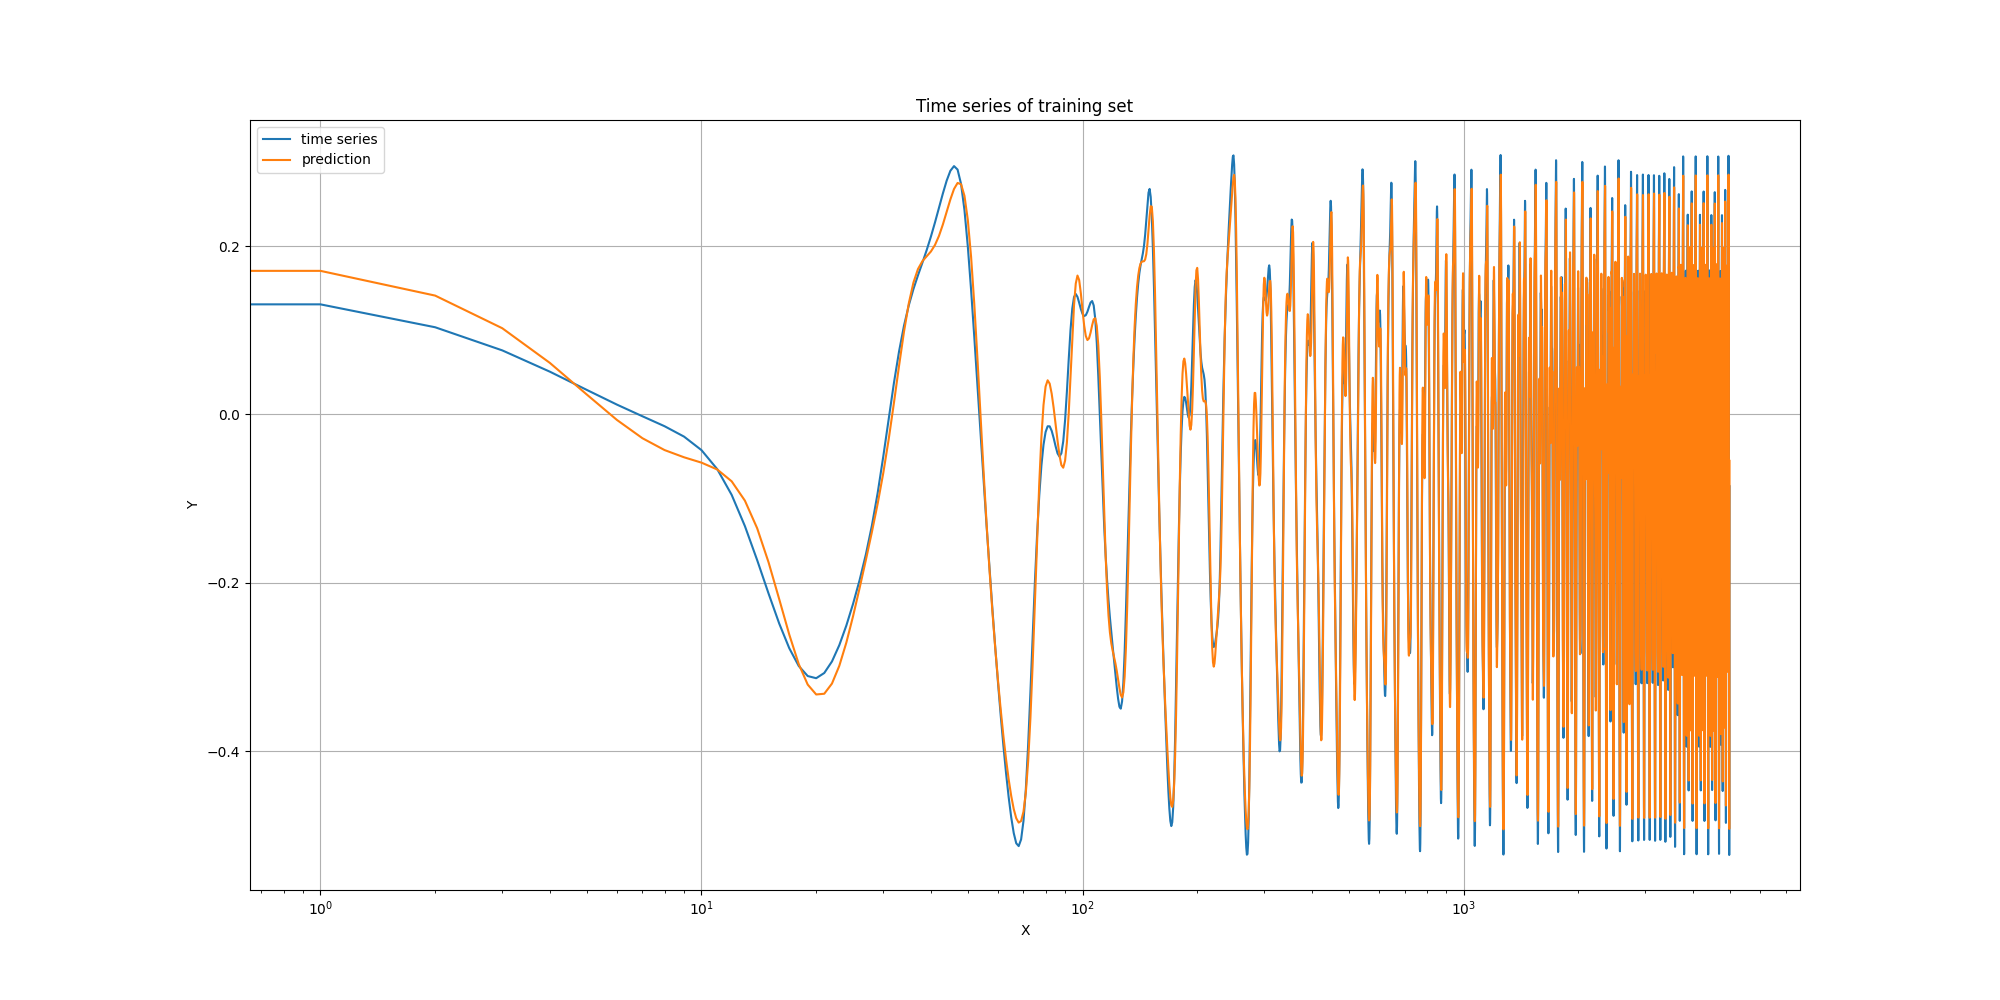 Time series of training set
time series
prediction
0.2
0.0
−0.2
−0.4
Y
10⁰ 10¹ 10² 10³
X